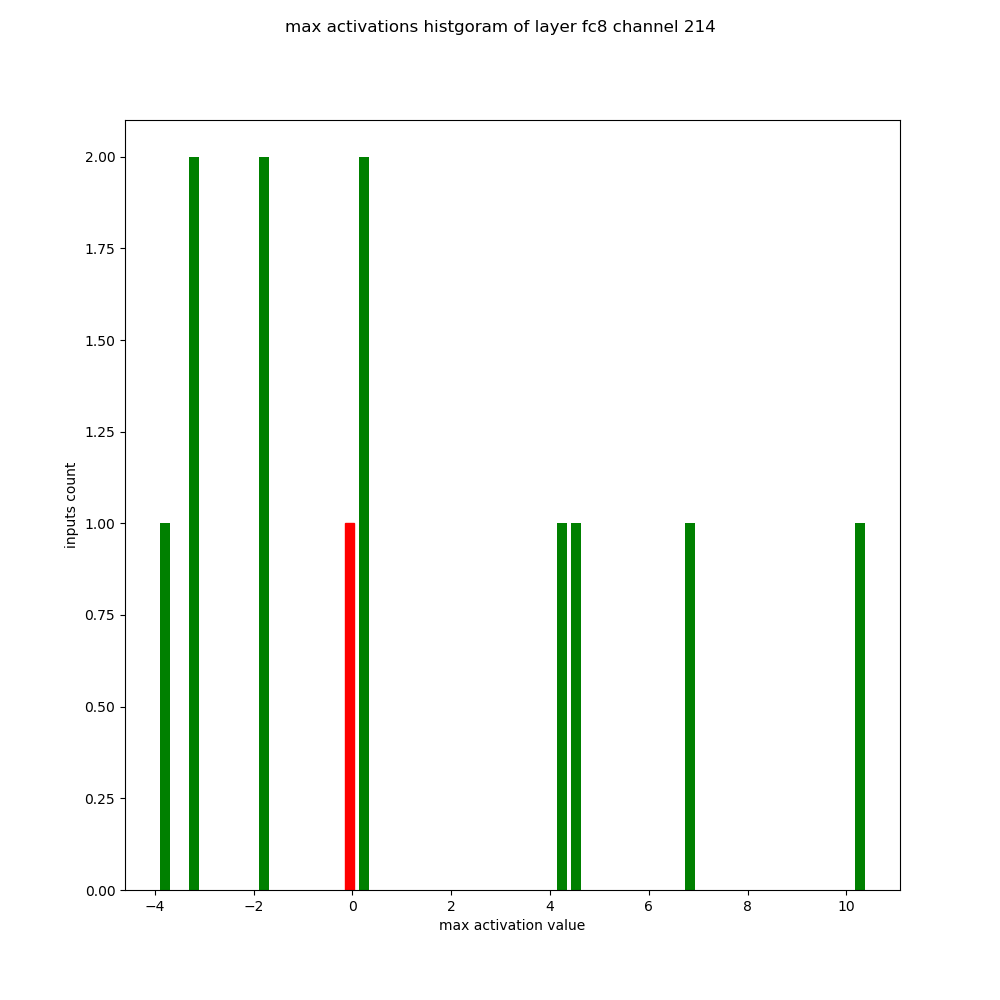 max activations histgoram of layer fc8 channel 214
2.00
1.75
1.50
1.25
1.00
0.75
0.50
0.25
0.00
inputs count
−4 −2 0 2 4 6 8 10
max activation value